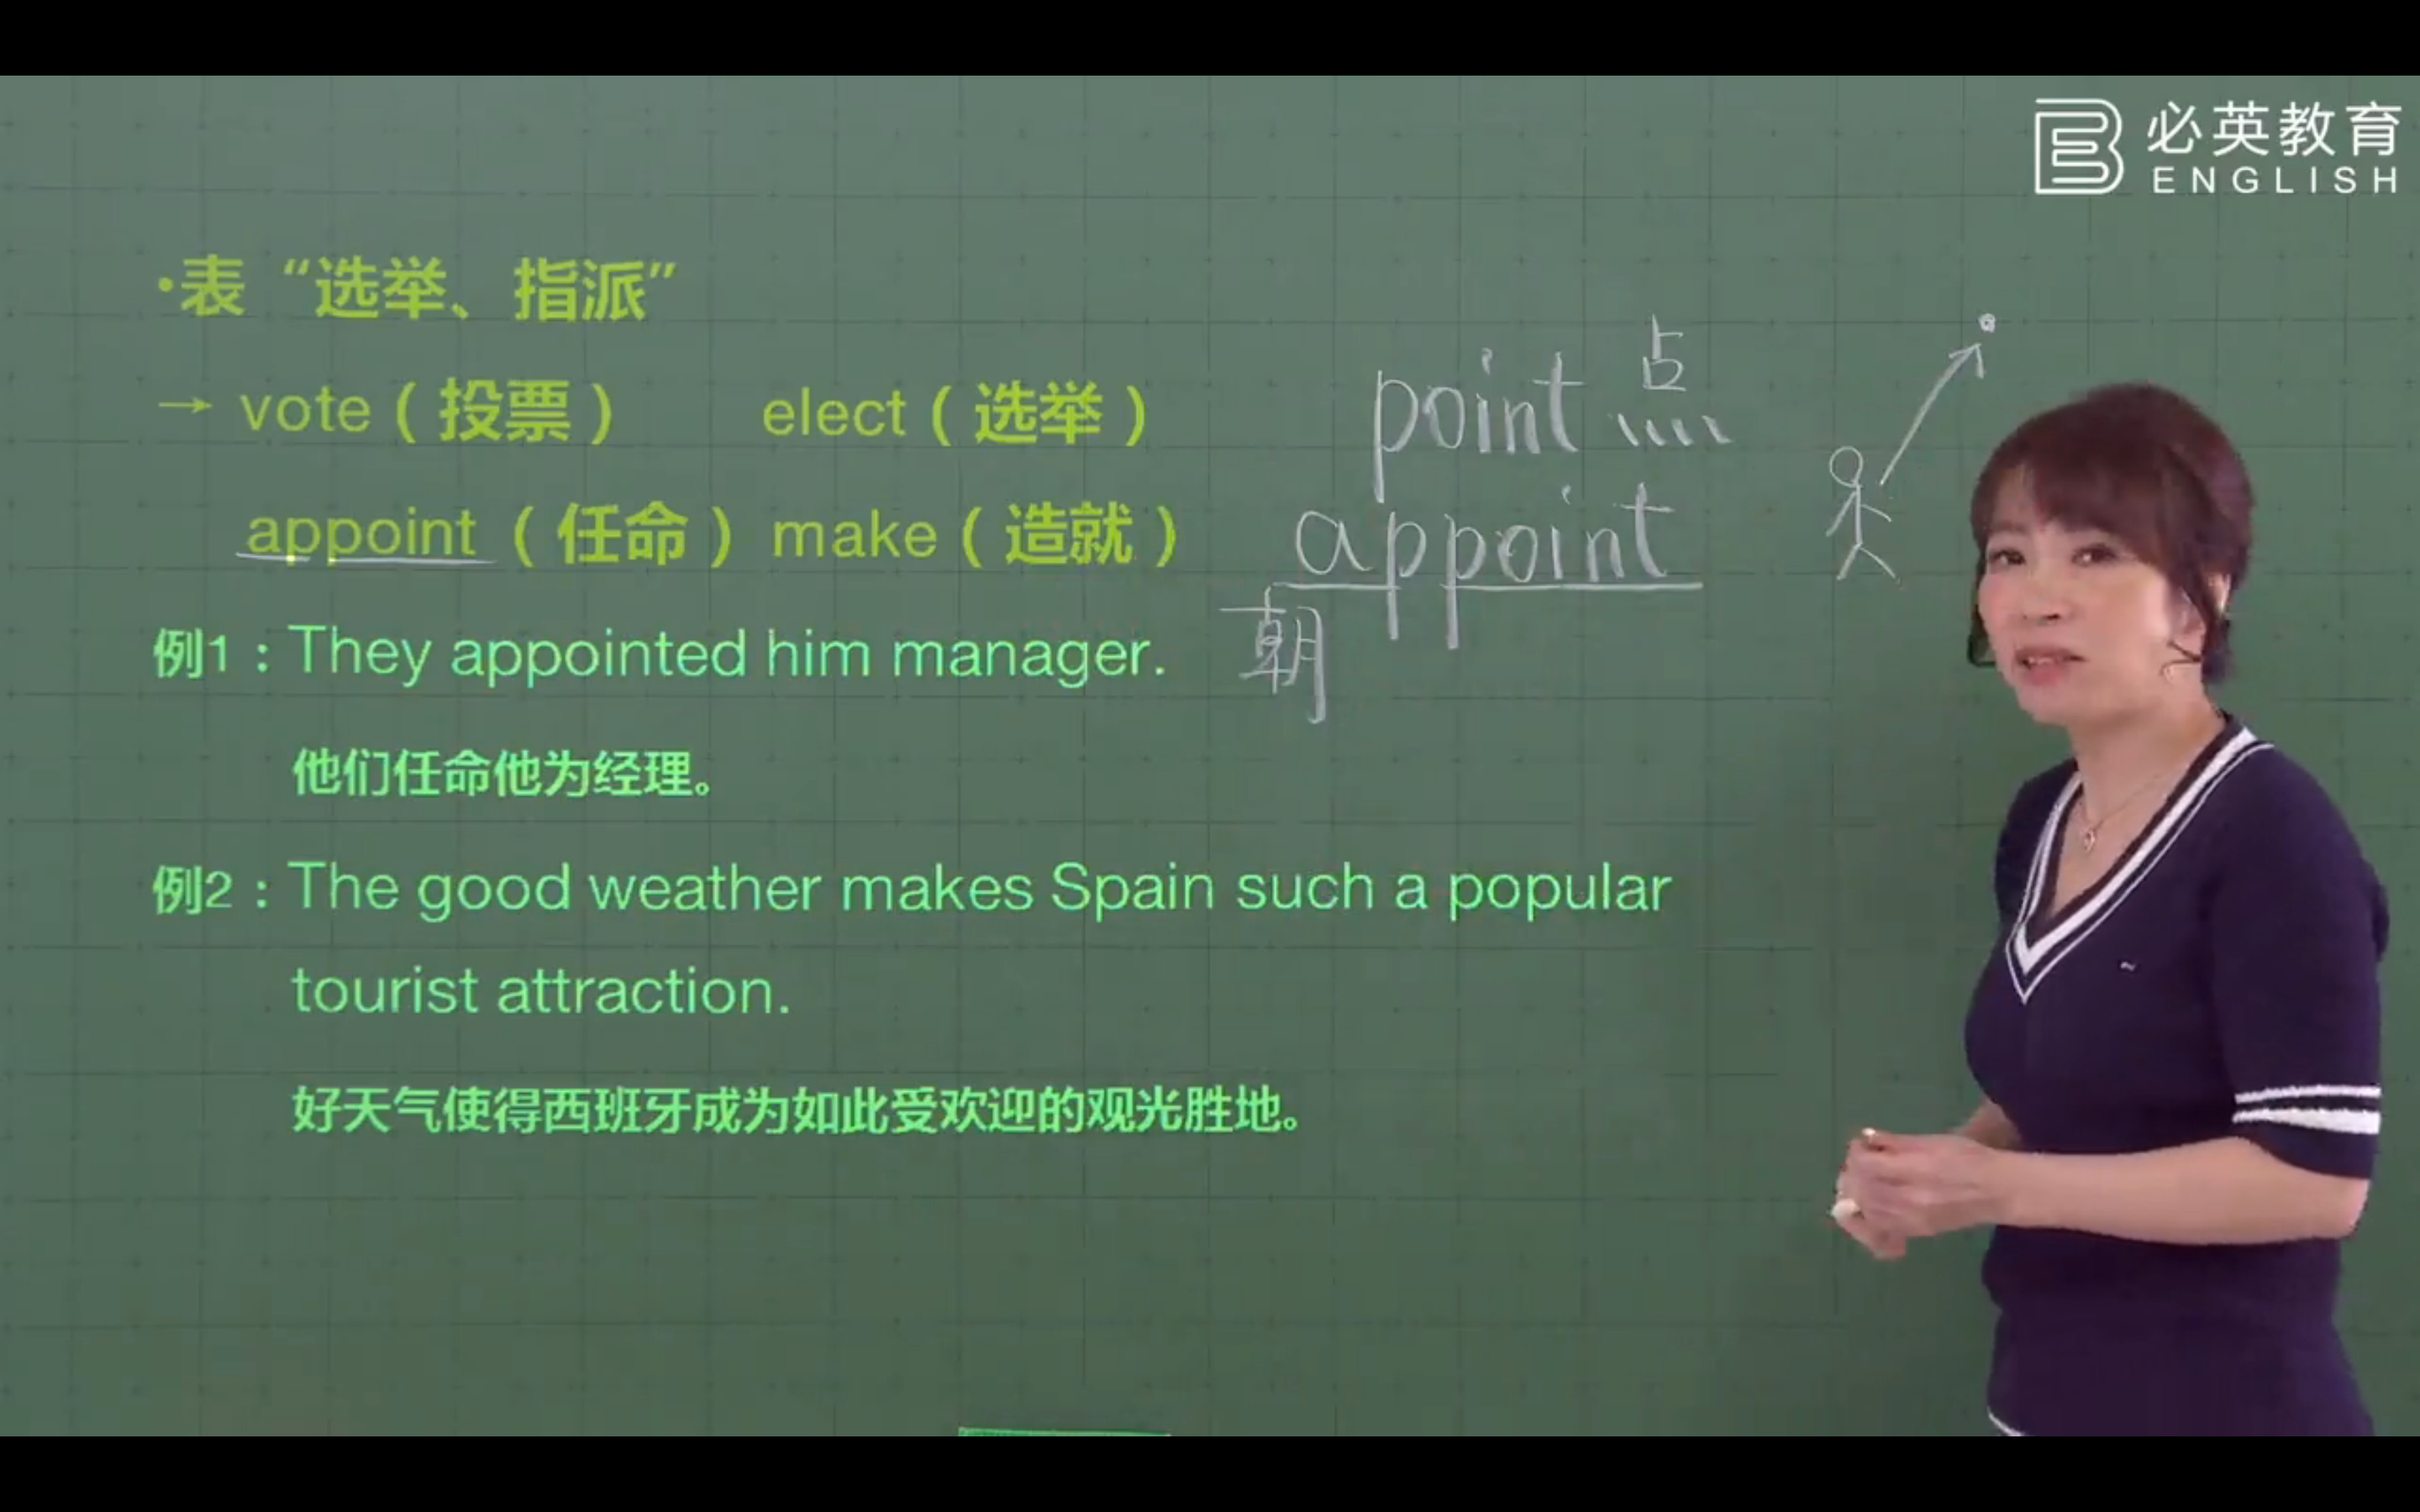 必英教育
ENGLISH
•表“选举、指派”
→ vote（投票） elect（选举）
appoint（任命） make（造就）
例1：They appointed him manager.
他们任命他为经理。
例2：The good weather makes Spain such a popular
tourist attraction.
好天气使得西班牙成为如此受欢迎的观光胜地。
point 点
appoint
朝